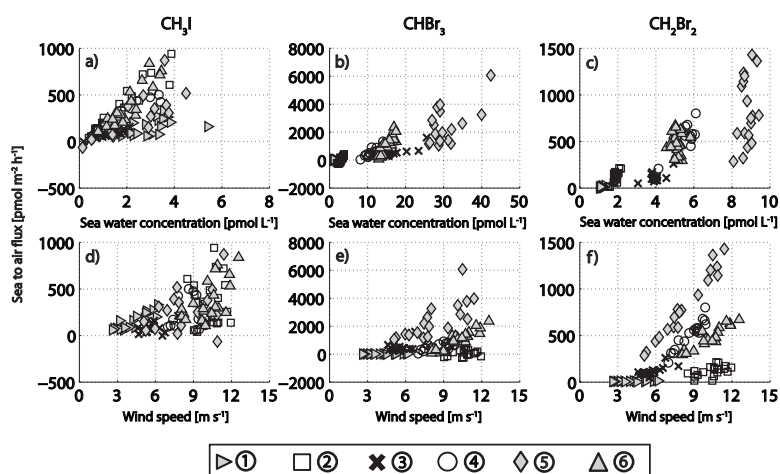 CH₃I CHBr₃ CH₂Br₂
Sea to air flux [pmol m⁻² h⁻¹]
a)
1000
500
0
−500
0 2 4 6 8
Sea water concentration [pmol L⁻¹]
b)
8000
6000
4000
2000
0
−2000
0 10 20 30 40 50
Sea water concentration [pmol L⁻¹]
c)
1500
1000
500
0
0 2 4 6 8 10
Sea water concentration [pmol L⁻¹]
d)
1000
500
0
−500
0 3 6 9 12 15
Wind speed [m s⁻¹]
e)
8000
6000
4000
2000
0
−2000
0 3 6 9 12 15
Wind speed [m s⁻¹]
f)
1500
1000
500
0
0 3 6 9 12 15
Wind speed [m s⁻¹]
① ② ③ ④ ⑤ ⑥